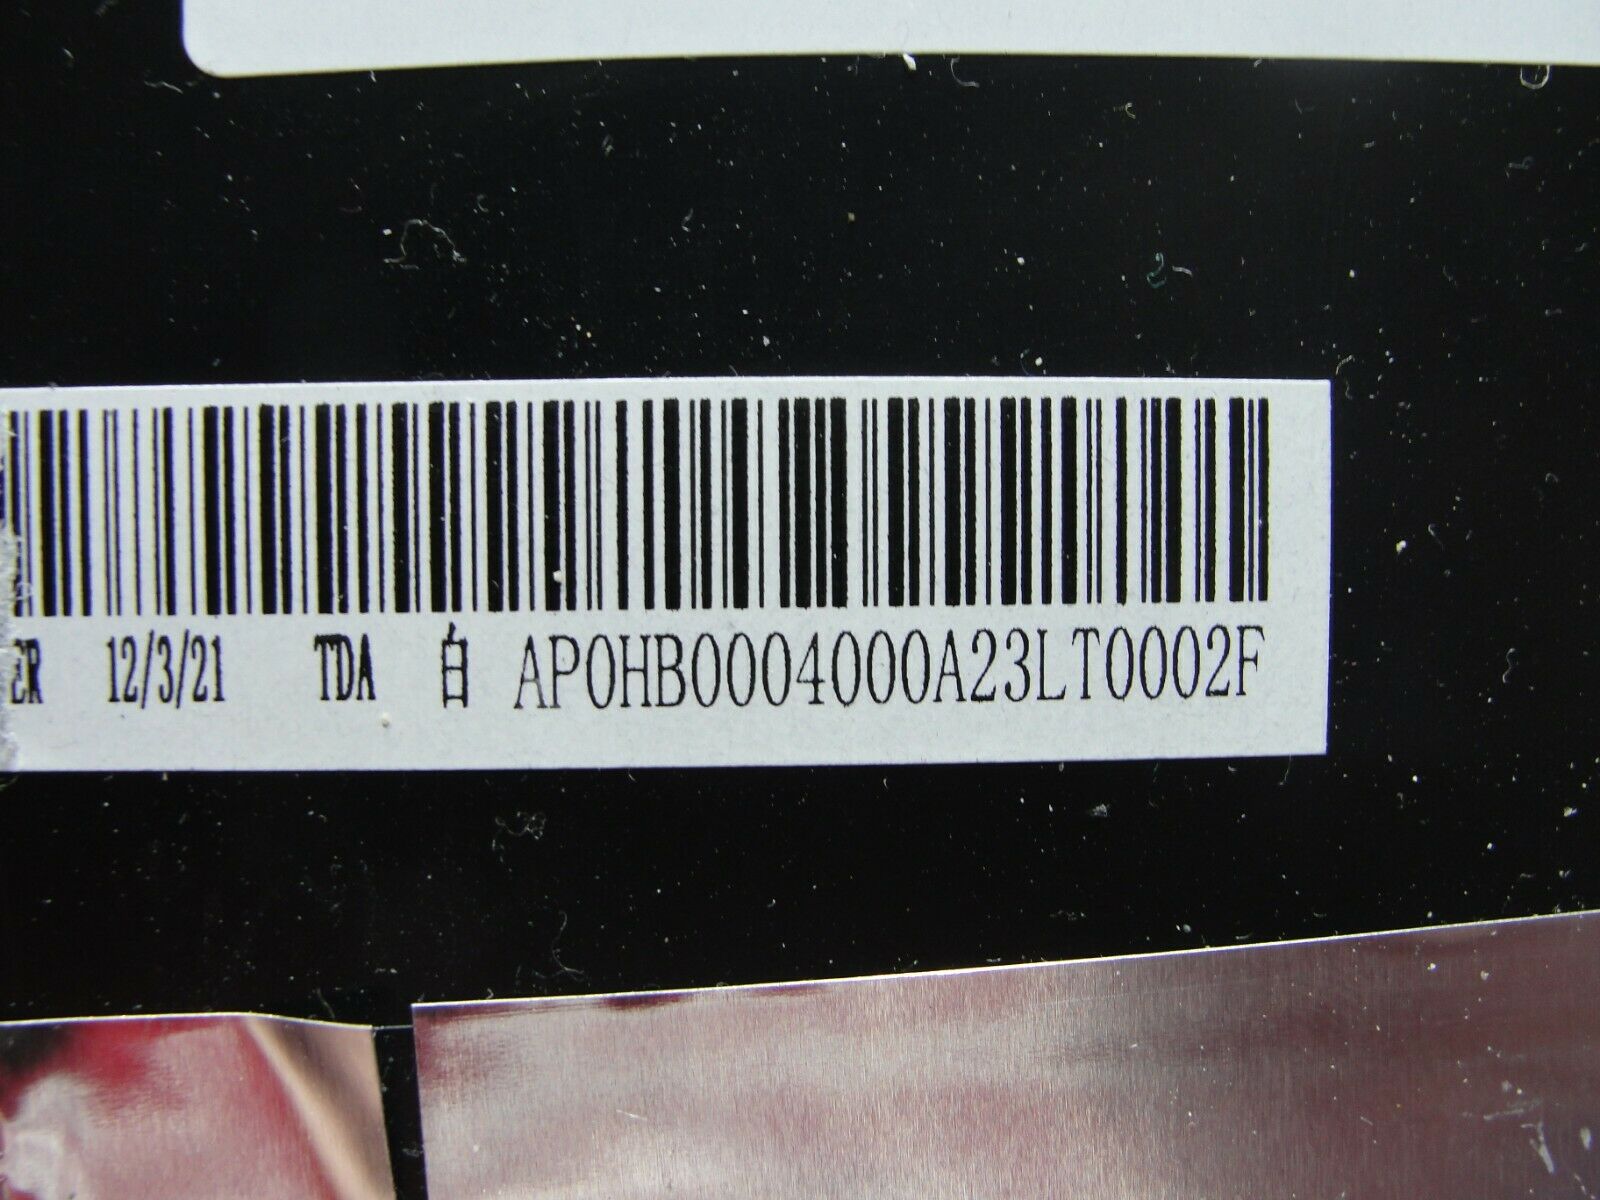 ER 12/3/21 TDA 白 AP0HB0004000A23LT0002F